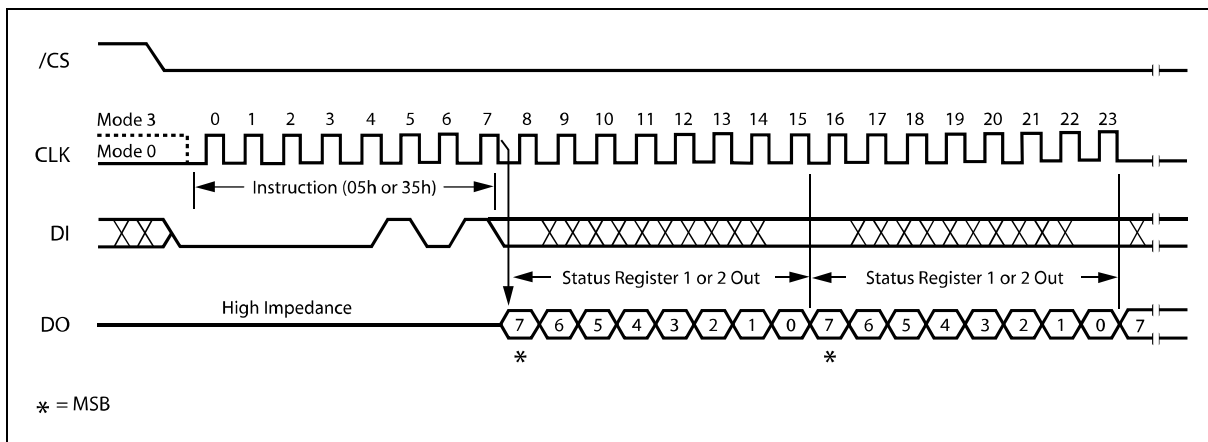 /CS
Mode 3
0 1 2 3 4 5 6 7 8 9 10 11 12 13 14 15 16 17 18 19 20 21 22 23
CLK
Mode 0
Instruction (05h or 35h)
DI
Status Register 1 or 2 Out
Status Register 1 or 2 Out
High Impedance
DO
7 6 5 4 3 2 1 0 7 6 5 4 3 2 1 0 7
* *
* = MSB